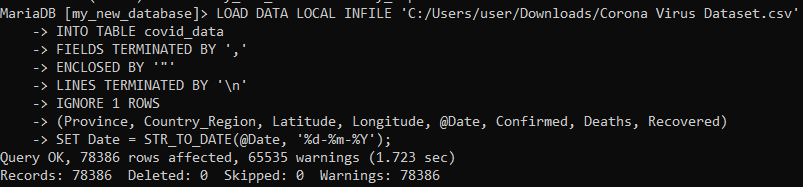 MariaDB [my_new_database]> LOAD DATA LOCAL INFILE 'C:/Users/user/Downloads/Corona Virus Dataset.csv'
    -> INTO TABLE covid_data
    -> FIELDS TERMINATED BY ','
    -> ENCLOSED BY '"'
    -> LINES TERMINATED BY '\n'
    -> IGNORE 1 ROWS
    -> (Province, Country_Region, Latitude, Longitude, @Date, Confirmed, Deaths, Recovered)
    -> SET Date = STR_TO_DATE(@Date, '%d-%m-%Y');
Query OK, 78386 rows affected, 65535 warnings (1.723 sec)
Records: 78386  Deleted: 0  Skipped: 0  Warnings: 78386